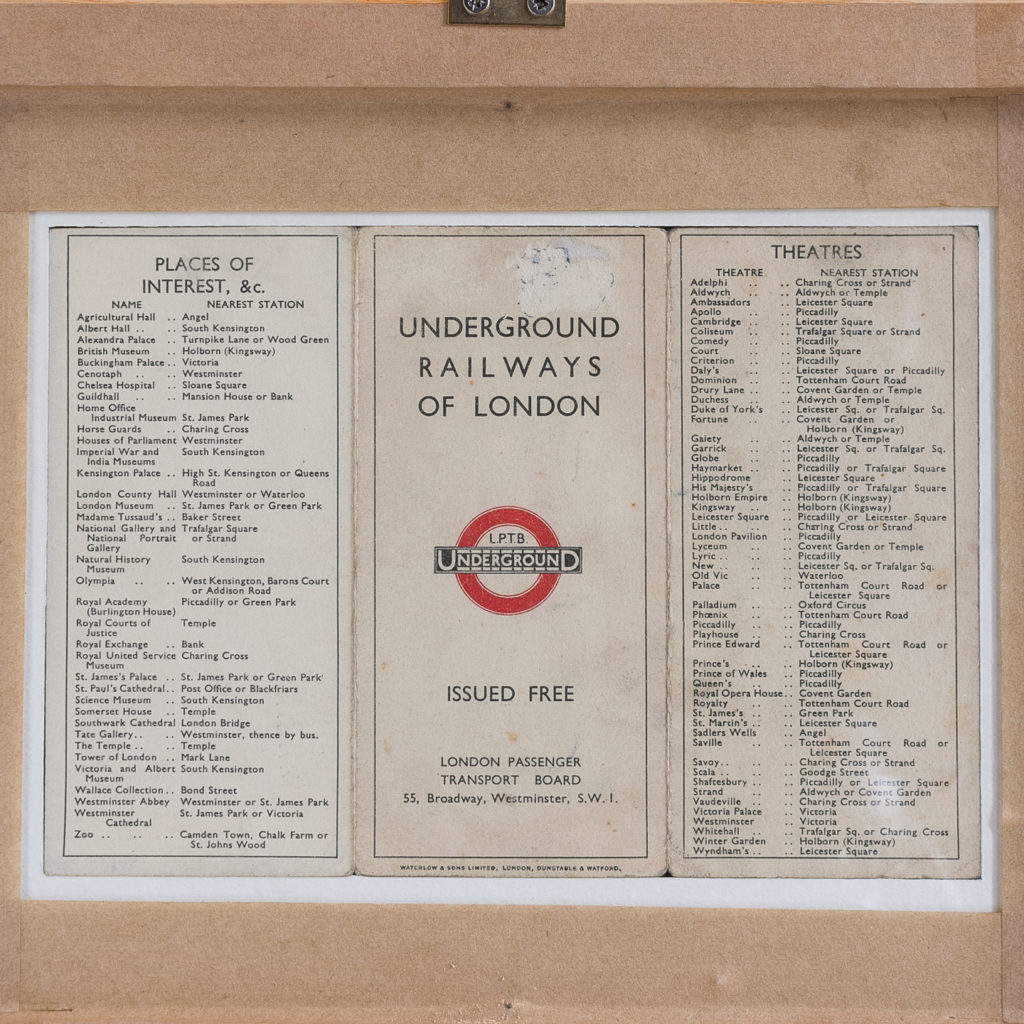 PLACES OF
INTEREST, &c.
NAME NEAREST STATION
Agricultural Hall .. Angel
Albert Hall .. .. South Kensington
Alexandra Palace .. Turnpike Lane or Wood Green
British Museum .. Holborn (Kingsway)
Buckingham Palace .. Victoria
Cenotaph .. .. Westminster
Chelsea Hospital .. Sloane Square
Guildhall .. .. Mansion House or Bank
Home Office
Industrial Museum St. James Park
Horse Guards .. Charing Cross
Houses of Parliament Westminster
Imperial War and South Kensington
India Museums
Kensington Palace .. High St. Kensington or Queens
Road
London County Hall Westminster or Waterloo
London Museum .. St. James Park or Green Park
Madame Tussaud's .. Baker Street
National Gallery and Trafalgar Square
National Portrait or Strand
Gallery
Natural History South Kensington
Museum
Olympia .. .. West Kensington, Barons Court
or Addison Road
Royal Academy Piccadilly or Green Park
(Burlington House)
Royal Courts of Temple
Justice
Royal Exchange .. Bank
Royal United Service Charing Cross
Museum
St. James's Palace .. St. James Park or Green Park
St. Paul's Cathedral .. Post Office or Blackfriars
Science Museum .. South Kensington
Somerset House .. Temple
Southwark Cathedral London Bridge
Tate Gallery .. .. Westminster, thence by bus.
The Temple .. .. Temple
Tower of London .. Mark Lane
Victoria and Albert South Kensington
Museum
Wallace Collection .. Bond Street
Westminster Abbey Westminster or St. James Park
Westminster St. James Park or Victoria
Cathedral
Zoo .. .. .. Camden Town, Chalk Farm or
St. Johns Wood
UNDERGROUND
RAILWAYS
OF LONDON
L.P.T.B.
UNDERGROUND
ISSUED FREE
LONDON PASSENGER
TRANSPORT BOARD
55, Broadway, Westminster, S.W.1.
WATERLOW & SONS LIMITED, LONDON, DUNSTABLE & WATFORD.
THEATRES
THEATRE NEAREST STATION
Adelphi .. .. Charing Cross or Strand
Aldwych .. .. Aldwych or Temple
Ambassadors .. Leicester Square
Apollo .. .. Piccadilly
Cambridge .. .. Leicester Square
Coliseum .. .. Trafalgar Square or Strand
Comedy .. .. Piccadilly
Court .. .. Sloane Square
Criterion .. .. Piccadilly
Daly's .. .. Leicester Square or Piccadilly
Dominion .. .. Tottenham Court Road
Drury Lane .. .. Covent Garden or Temple
Duchess .. .. Aldwych or Temple
Duke of York's .. Leicester Sq. or Trafalgar Sq.
Fortune .. .. Covent Garden or
Holborn (Kingsway)
Gaiety .. .. Aldwych or Temple
Garrick .. .. Leicester Sq. or Trafalgar Sq.
Globe .. .. Piccadilly
Haymarket .. .. Piccadilly or Trafalgar Square
Hippodrome .. Leicester Square
His Majesty's .. Piccadilly or Trafalgar Square
Holborn Empire .. Holborn (Kingsway)
Kingsway .. .. Holborn (Kingsway)
Leicester Square .. Piccadilly or Leicester Square
Little .. .. .. Charing Cross or Strand
London Pavilion .. Piccadilly
Lyceum .. .. Covent Garden or Temple
Lyric .. .. .. Piccadilly
New .. .. .. Leicester Sq. or Trafalgar Sq.
Old Vic .. .. Waterloo
Palace .. .. Tottenham Court Road or
Leicester Square
Palladium .. .. Oxford Circus
Phœnix .. .. Tottenham Court Road
Piccadilly .. .. Piccadilly
Playhouse .. .. Charing Cross
Prince Edward .. Tottenham Court Road or
Leicester Square
Prince's .. .. Holborn (Kingsway)
Prince of Wales .. Piccadilly
Queen's .. .. Piccadilly
Royal Opera House .. Covent Garden
Royalty .. .. Tottenham Court Road
St. James's .. .. Green Park
St. Martin's .. .. Leicester Square
Sadlers Wells .. Angel
Saville .. .. Tottenham Court Road or
Leicester Square
Savoy .. .. .. Charing Cross or Strand
Scala .. .. .. Goodge Street
Shaftesbury .. .. Piccadilly or Leicester Square
Strand .. .. Aldwych or Covent Garden
Vaudeville .. .. Charing Cross or Strand
Victoria Palace .. Victoria
Westminster .. Victoria
Whitehall .. .. Trafalgar Sq. or Charing Cross
Winter Garden .. Holborn (Kingsway)
Wyndham's .. .. Leicester Square